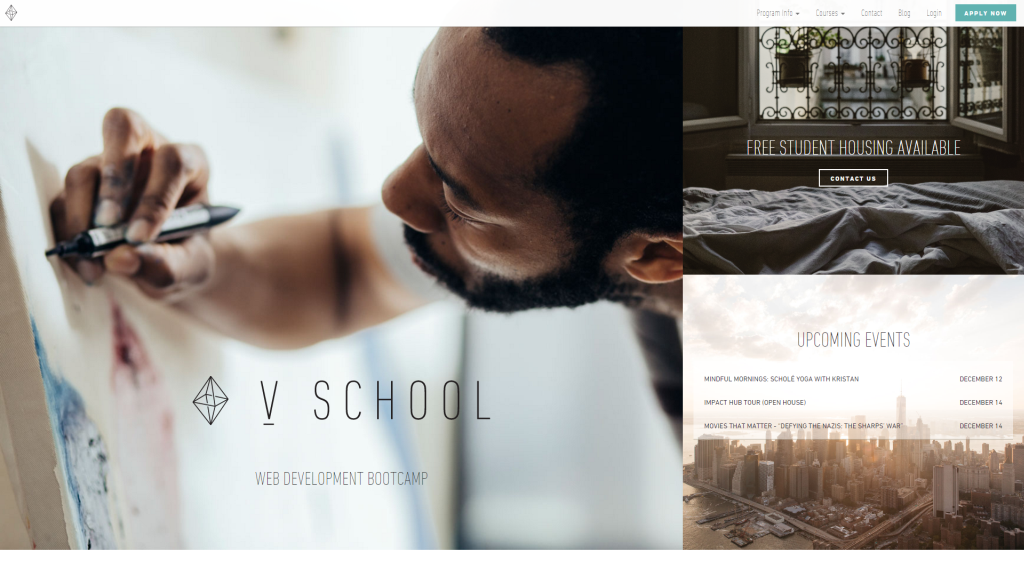 Program Info Courses Contact Blog Login APPLY NOW
FREE STUDENT HOUSING AVAILABLE
CONTACT US
V SCHOOL
WEB DEVELOPMENT BOOTCAMP
UPCOMING EVENTS
MINDFUL MORNINGS: SCHOLÉ YOGA WITH KRISTAN DECEMBER 12
IMPACT HUB TOUR (OPEN HOUSE) DECEMBER 14
MOVIES THAT MATTER - "DEFYING THE NAZIS: THE SHARPS' WAR" DECEMBER 14